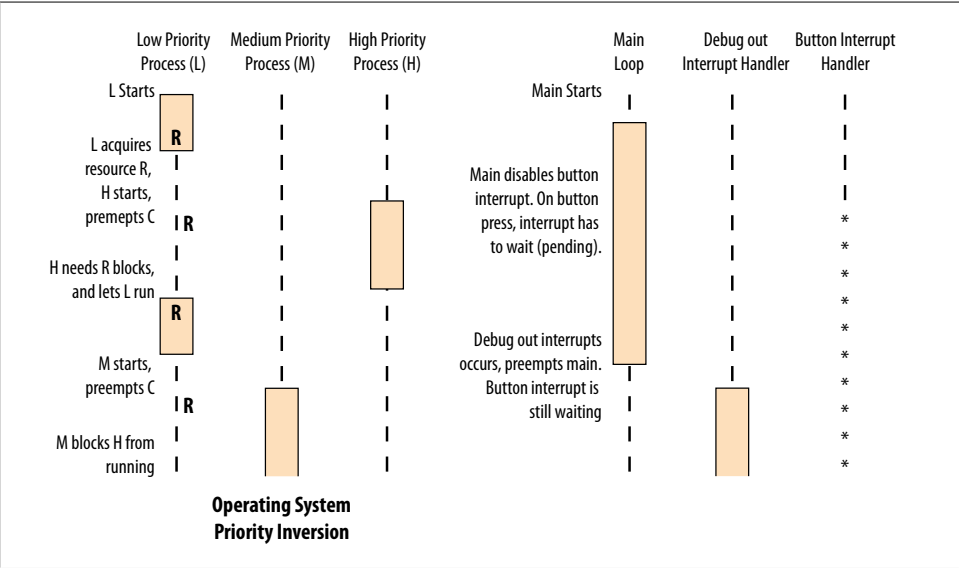 Low Priority
Process (L)
Medium Priority
Process (M)
High Priority
Process (H)
L Starts
R
L acquires
resource R,
H starts,
premepts C
R
H needs R blocks,
and lets L run
R
M starts,
preempts C
R
M blocks H from
running
Operating System
Priority Inversion
Main
Loop
Debug out
Interrupt Handler
Button Interrupt
Handler
Main Starts
Main disables button
interrupt. On button
press, interrupt has
to wait (pending).
Debug out interrupts
occurs, preempts main.
Button interrupt is
still waiting
*
*
*
*
*
*
*
*
*
*